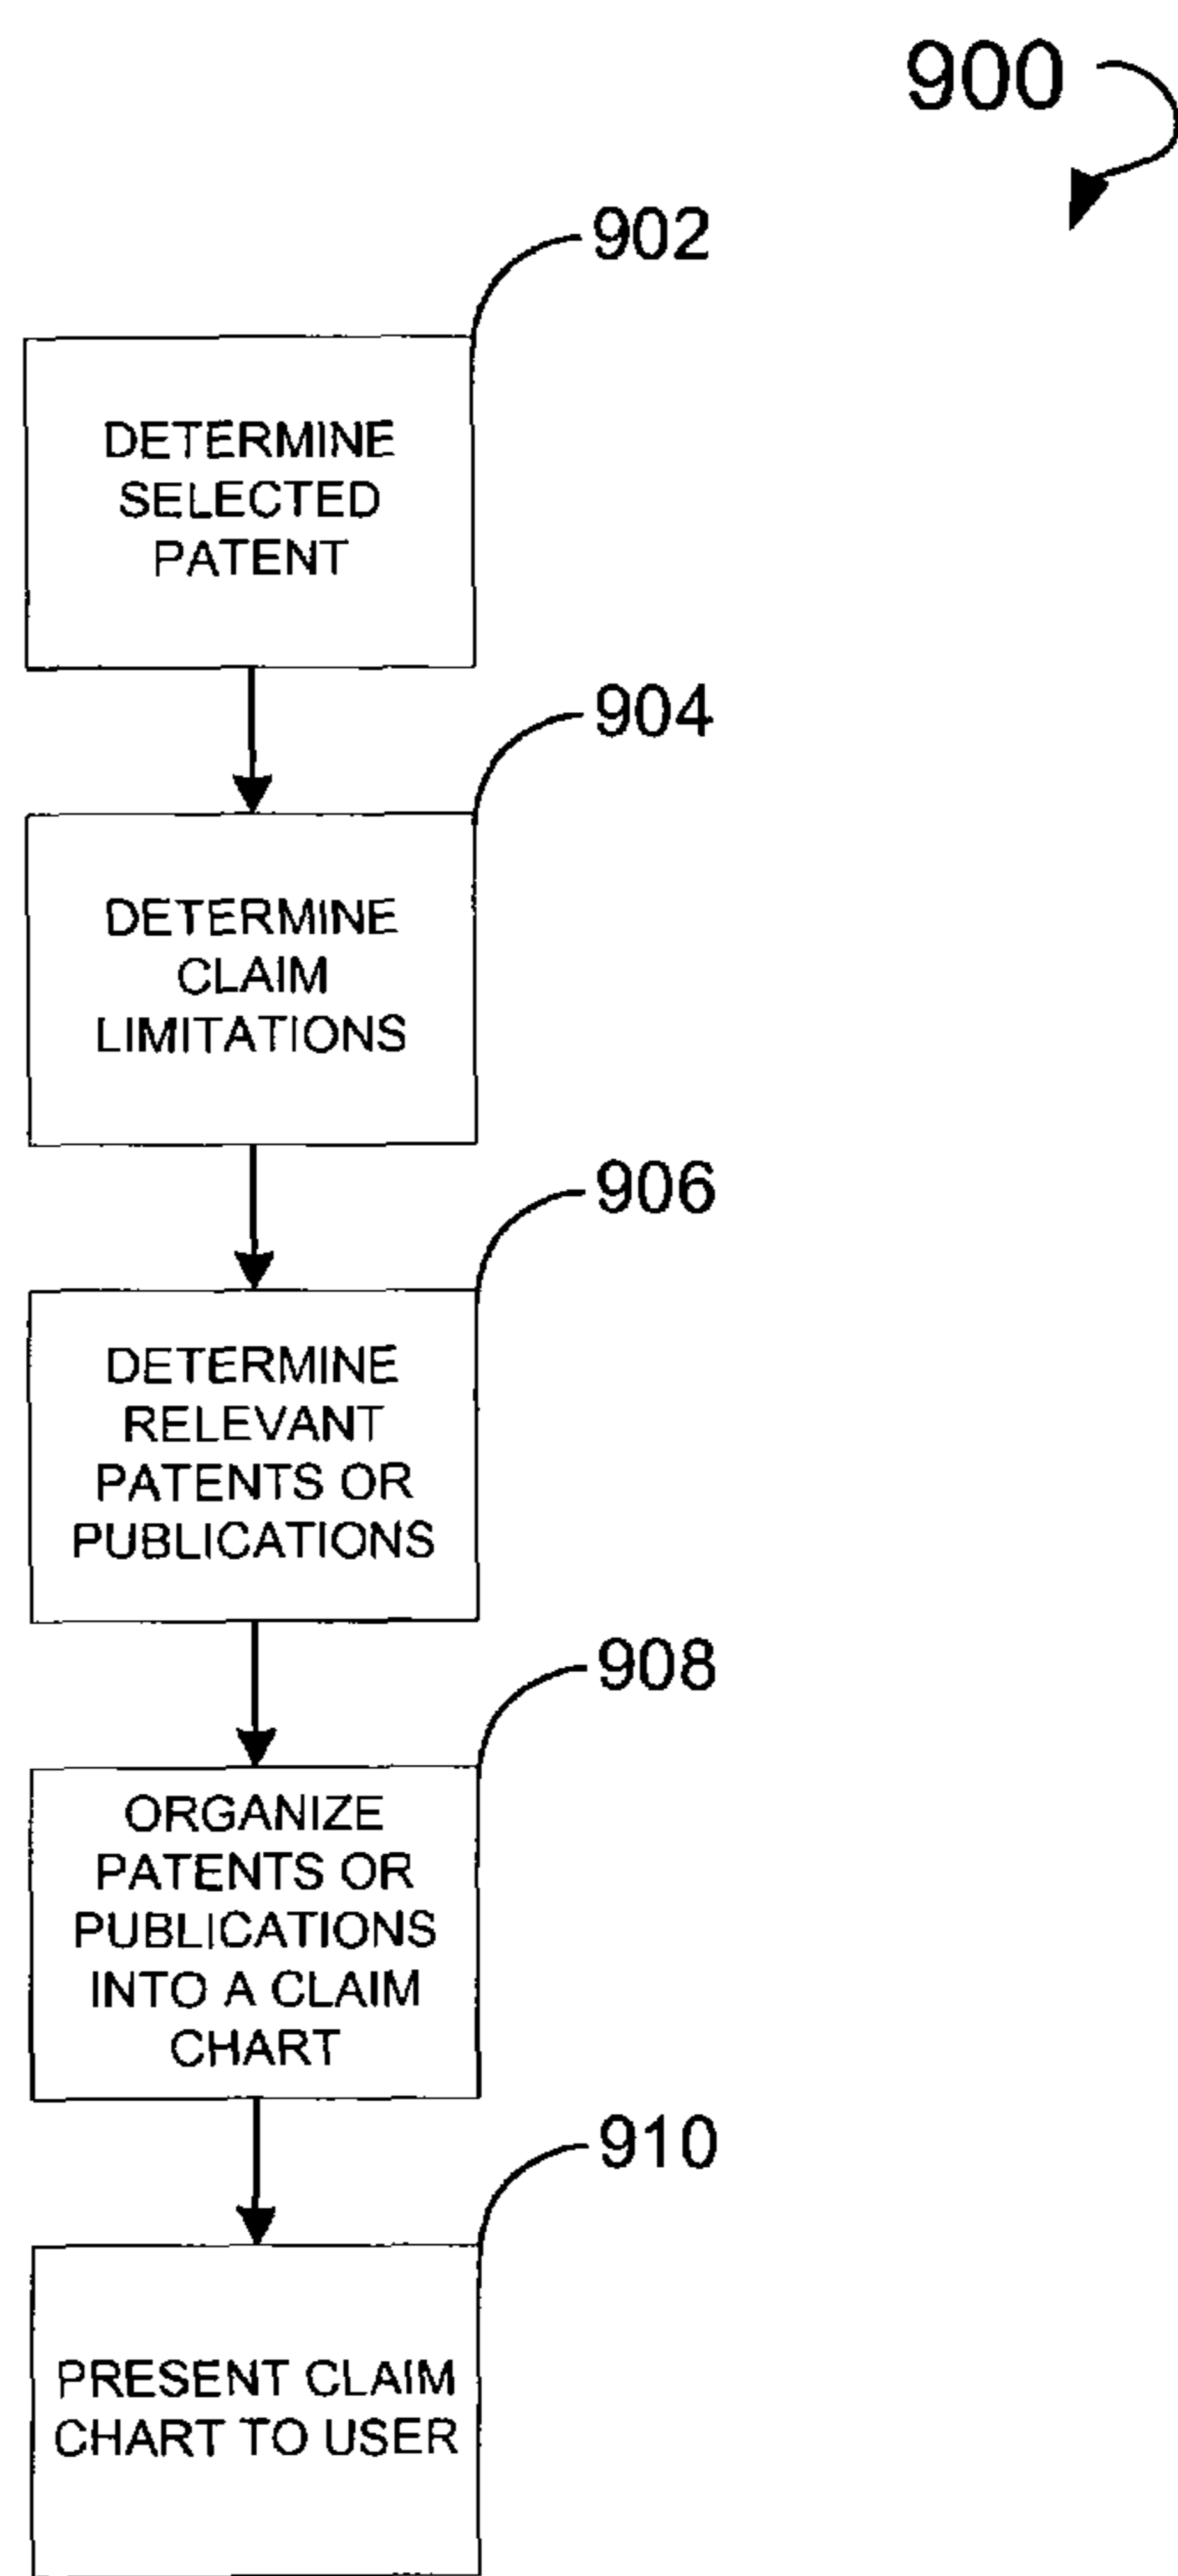 900
902
DETERMINE
SELECTED
PATENT
904
DETERMINE
CLAIM
LIMITATIONS
906
DETERMINE
RELEVANT
PATENTS OR
PUBLICATIONS
908
ORGANIZE
PATENTS OR
PUBLICATIONS
INTO A CLAIM
CHART
910
PRESENT CLAIM
CHART TO USER